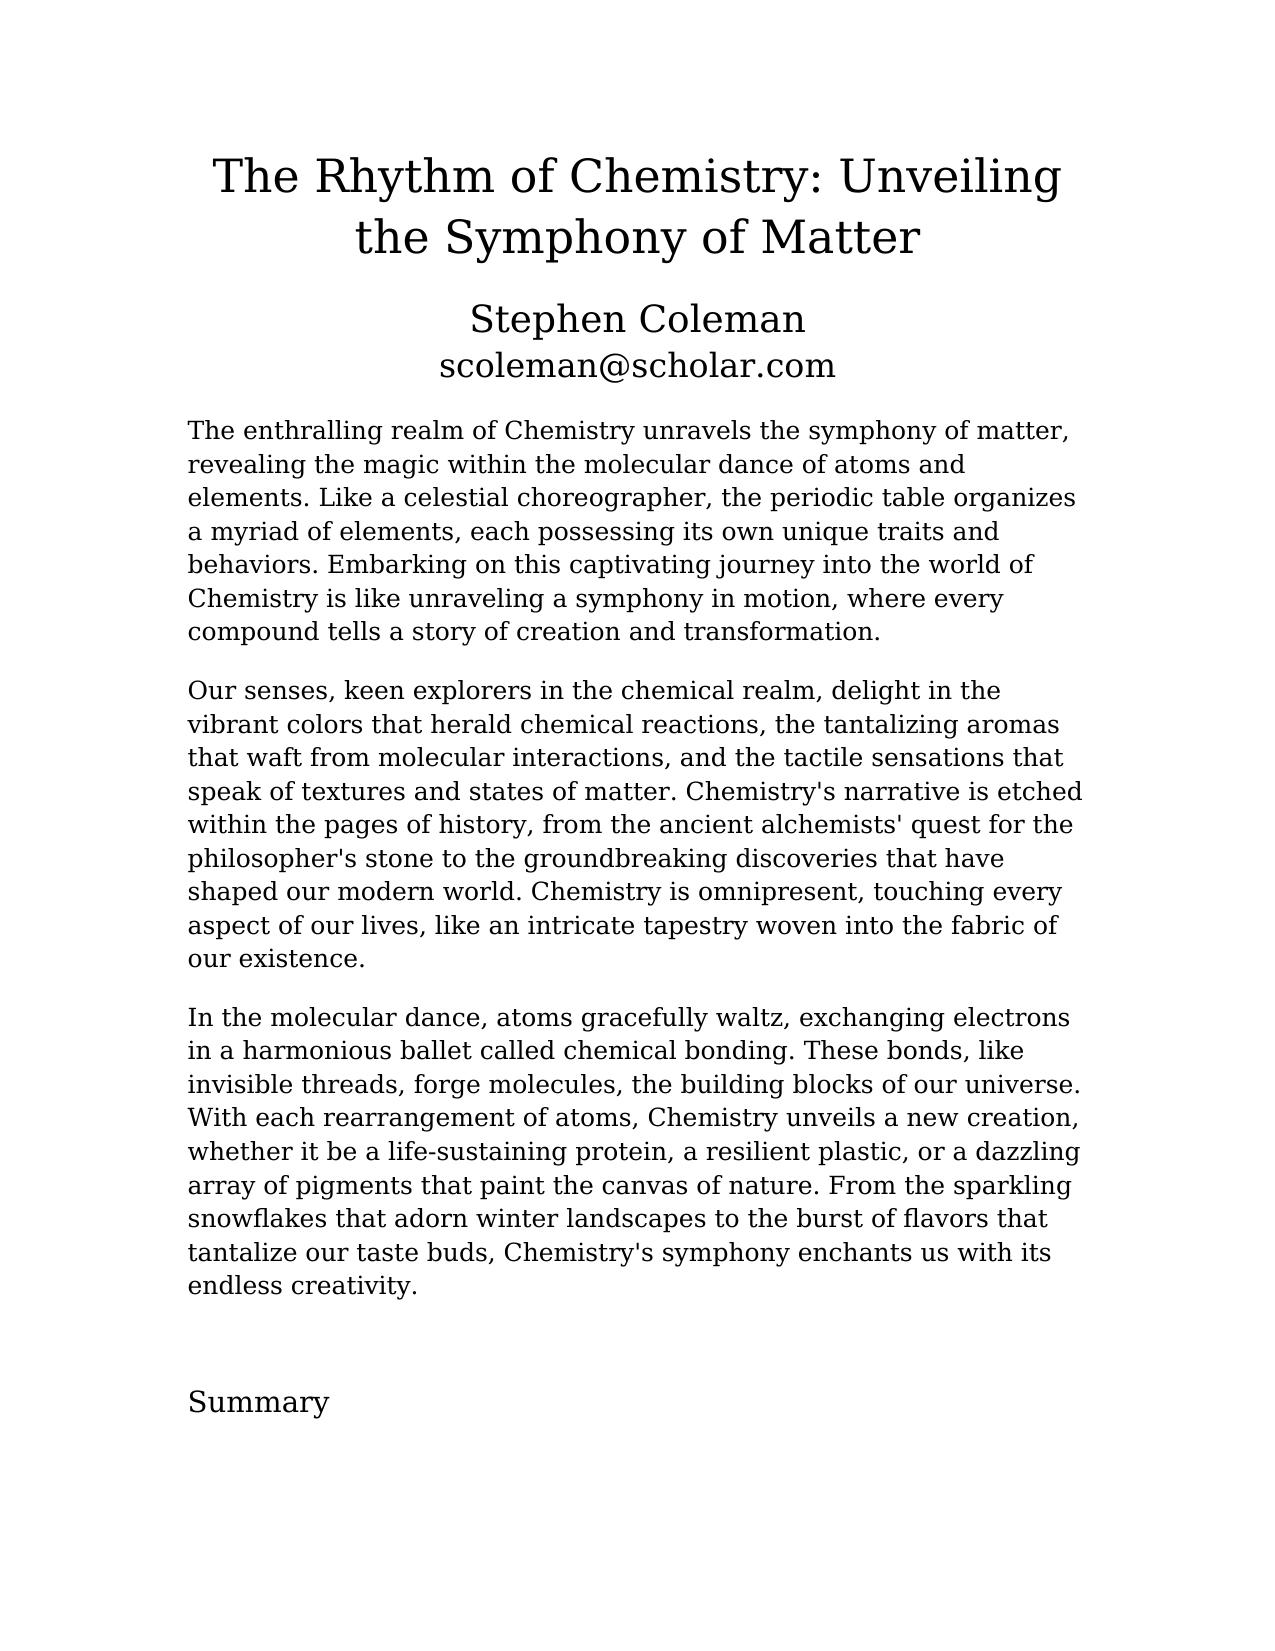 The Rhythm of Chemistry: Unveiling
the Symphony of Matter
Stephen Coleman
scoleman@scholar.com
The enthralling realm of Chemistry unravels the symphony of matter,
revealing the magic within the molecular dance of atoms and
elements. Like a celestial choreographer, the periodic table organizes
a myriad of elements, each possessing its own unique traits and
behaviors. Embarking on this captivating journey into the world of
Chemistry is like unraveling a symphony in motion, where every
compound tells a story of creation and transformation.
Our senses, keen explorers in the chemical realm, delight in the
vibrant colors that herald chemical reactions, the tantalizing aromas
that waft from molecular interactions, and the tactile sensations that
speak of textures and states of matter. Chemistry's narrative is etched
within the pages of history, from the ancient alchemists' quest for the
philosopher's stone to the groundbreaking discoveries that have
shaped our modern world. Chemistry is omnipresent, touching every
aspect of our lives, like an intricate tapestry woven into the fabric of
our existence.
In the molecular dance, atoms gracefully waltz, exchanging electrons
in a harmonious ballet called chemical bonding. These bonds, like
invisible threads, forge molecules, the building blocks of our universe.
With each rearrangement of atoms, Chemistry unveils a new creation,
whether it be a life-sustaining protein, a resilient plastic, or a dazzling
array of pigments that paint the canvas of nature. From the sparkling
snowflakes that adorn winter landscapes to the burst of flavors that
tantalize our taste buds, Chemistry's symphony enchants us with its
endless creativity.
Summary